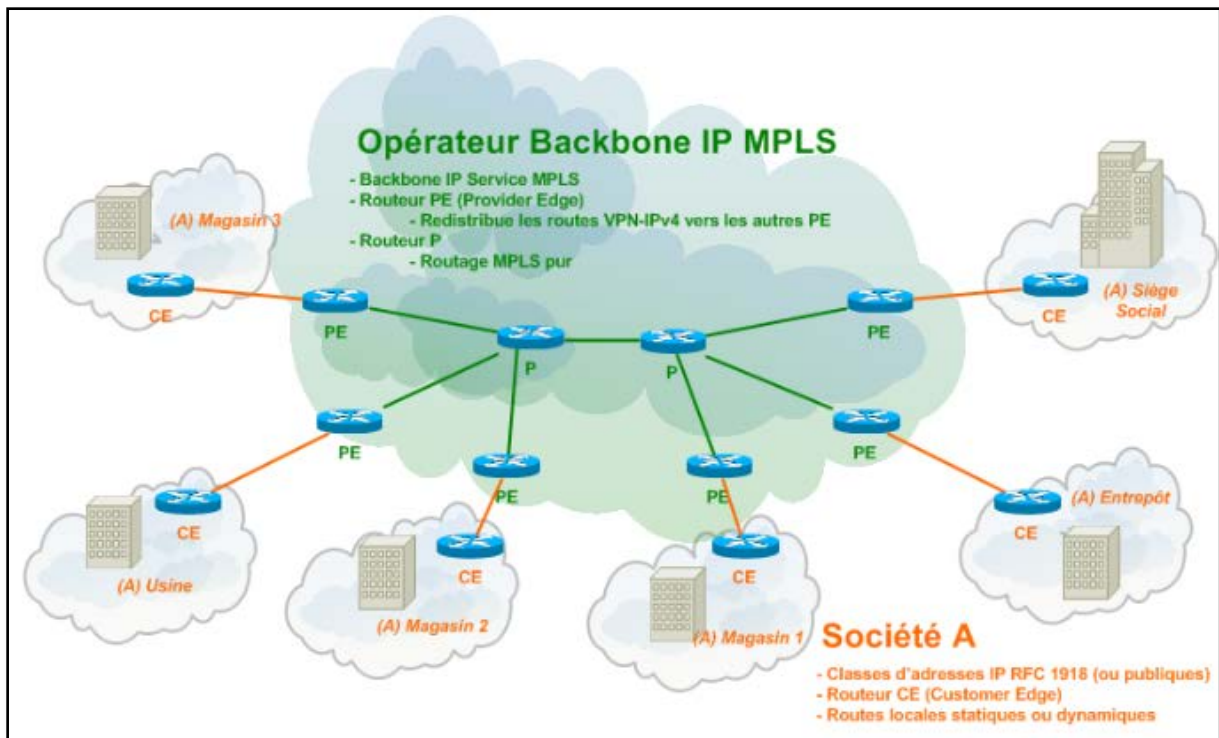 Opérateur Backbone IP MPLS
- Backbone IP Service MPLS
- Routeur PE (Provider Edge)
- Redistribue les routes VPN-IPv4 vers les autres PE
- Routeur P
- Routage MPLS pur
(A) Magasin 3
CE
PE
P
P
PE
CE
(A) Siège
Social
PE
CE
(A) Usine
PE
CE
(A) Magasin 2
PE
CE
(A) Magasin 1
PE
CE
(A) Entrepôt
Société A
- Classes d'adresses IP RFC 1918 (ou publiques)
- Routeur CE (Customer Edge)
- Routes locales statiques ou dynamiques